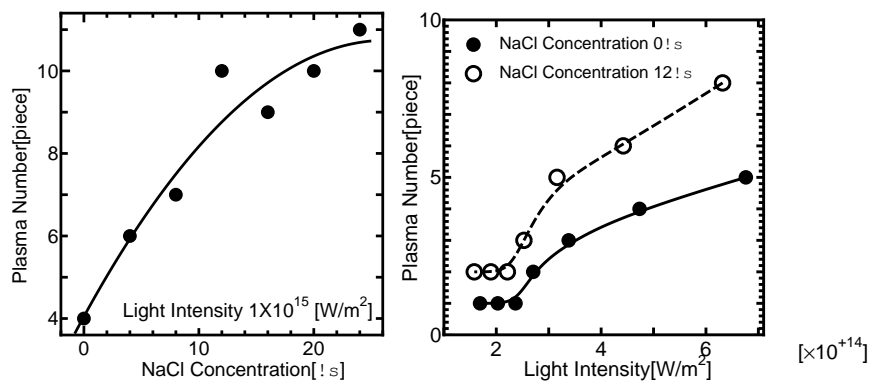 Plasma Number[piece]
10
8
6
4
Light Intensity 1X10¹⁵ [W/m²]
0
10
20
NaCl Concentration[!s]
Plasma Number[piece]
10
5
0
NaCl Concentration 0!s
NaCl Concentration 12!s
2
4
6
Light Intensity[W/m²]
[×10⁺¹⁴]